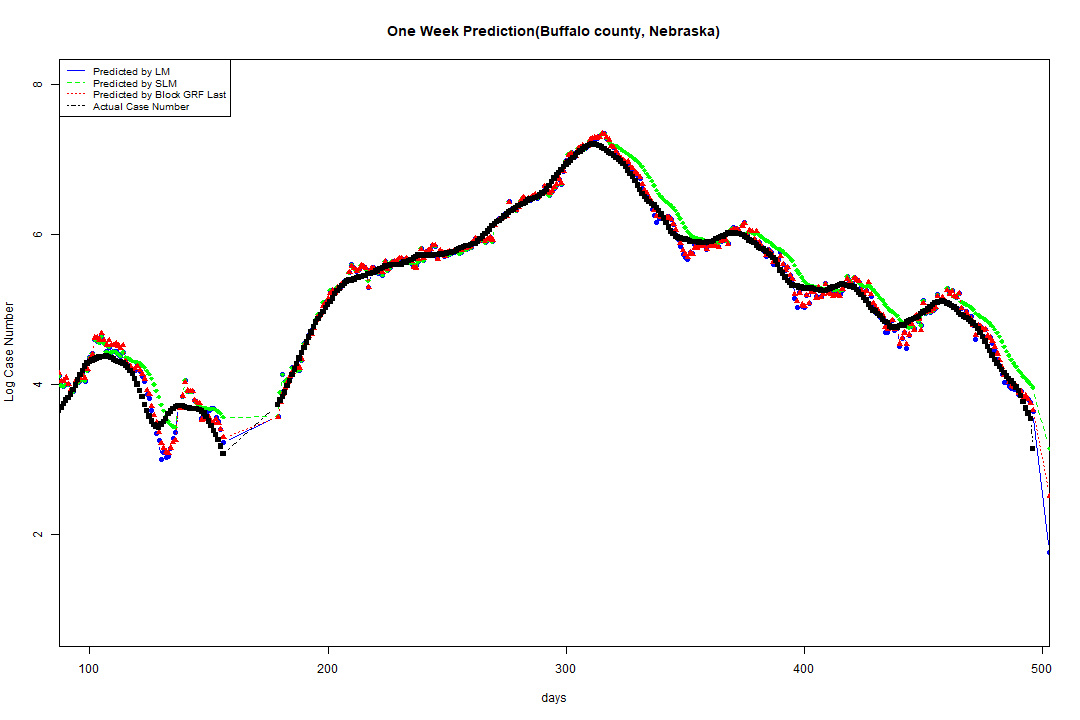 One Week Prediction(Buffalo county, Nebraska)
Predicted by LM
Predicted by SLM
Predicted by Block GRF Last
Actual Case Number
8
6
4
2
Log Case Number
100 200 300 400 500
days